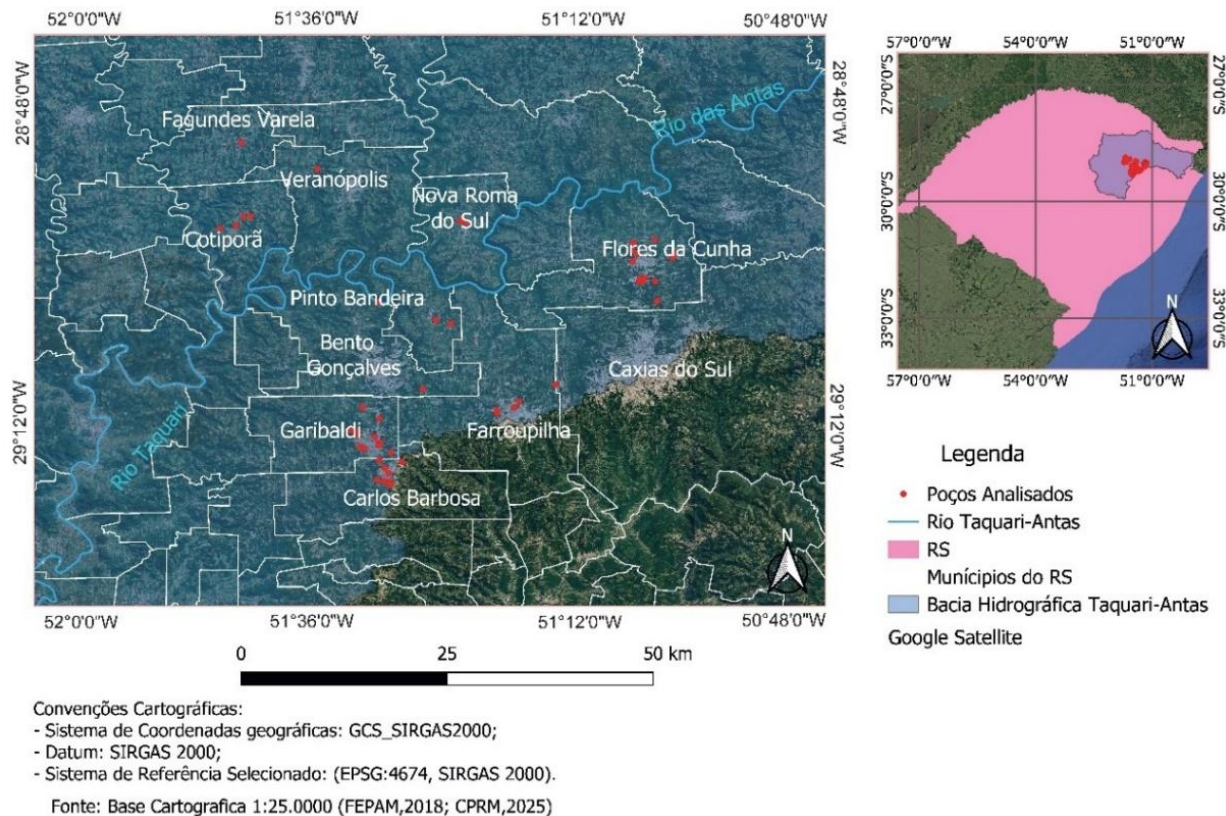 52°0'0"W 51°36'0"W 51°12'0"W 50°48'0"W
28°48'0"W
28°48'0"W
Rio das Antas
Fagundes Varela
Veranópolis
Nova Roma
do Sul
Cotiporã
Flores da Cunha
Pinto Bandeira
Bento
Gonçalves
Caxias do Sul
29°12'0"W
29°12'0"W
Garibaldi
Farroupilha
Rio Taquari
Carlos Barbosa
N
52°0'0"W 51°36'0"W 51°12'0"W 50°48'0"W
0 25 50 km
57°0'0"S 54°0'0"S 51°0'0"S
27°0'0"S 27°0'0"S
30°0'0"S 30°0'0"S
33°0'0"S 33°0'0"S
N
57°0'0"S 54°0'0"S 51°0'0"S
Legenda
Poços Analisados
Rio Taquari-Antas
RS
Munícipios do RS
Bacia Hidrográfica Taquari-Antas
Google Satellite
Convenções Cartográficas:
- Sistema de Coordenadas geográficas: GCS_SIRGAS2000;
- Datum: SIRGAS 2000;
- Sistema de Referência Selecionado: (EPSG:4674, SIRGAS 2000).
Fonte: Base Cartografica 1:25.0000 (FEPAM,2018; CPRM,2025)